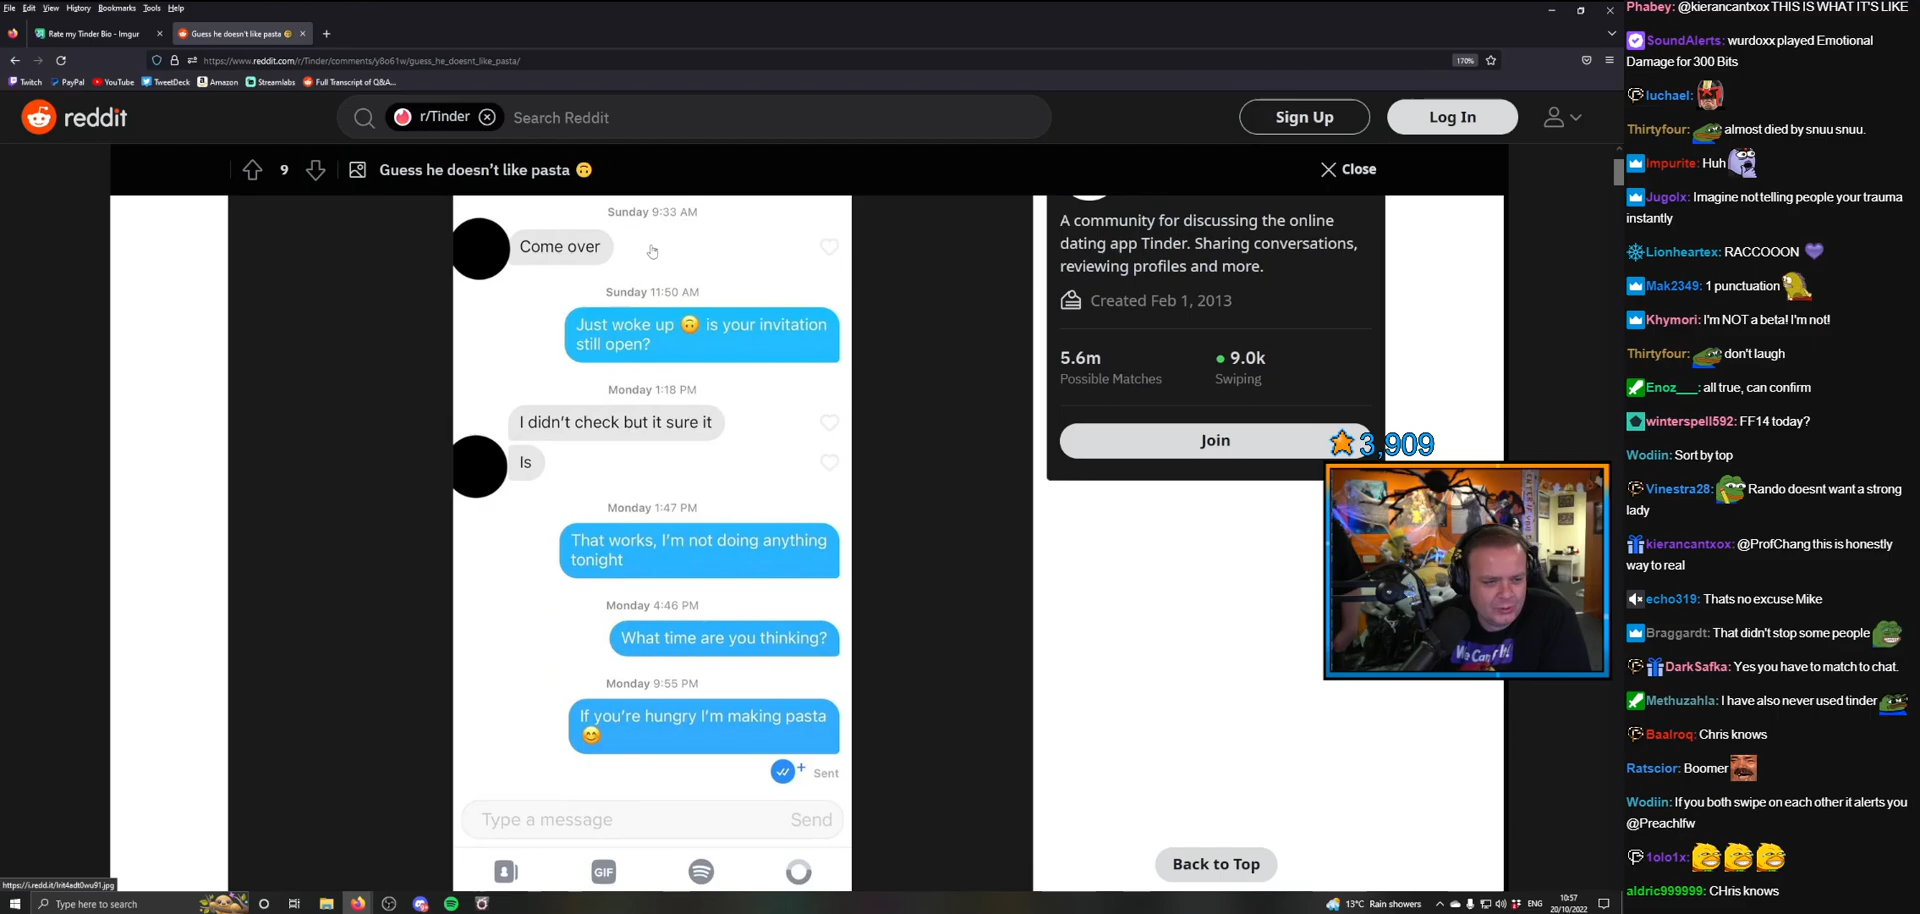 File Edit View History Bookmarks Tools Help
Rate my Tinder Bio - Imgur
Guess he doesn't like pasta 🙃
https://www.reddit.com/r/Tinder/comments/y8o61w/guess_he_doesnt_like_pasta/
170%
Twitch PayPal YouTube TweetDeck Amazon Streamlabs Full Transcript of Q&A...
reddit
r/Tinder
Search Reddit
Sign Up
Log In
9
Guess he doesn't like pasta 🙃
Close
Sunday 9:33 AM
Come over
Sunday 11:50 AM
Just woke up 🙃 is your invitation
still open?
Monday 1:18 PM
I didn't check but it sure it
Is
Monday 1:47 PM
That works, I'm not doing anything
tonight
Monday 4:46 PM
What time are you thinking?
Monday 9:55 PM
If you're hungry I'm making pasta
😊
Sent
Type a message
Send
GIF
A community for discussing the online
dating app Tinder. Sharing conversations,
reviewing profiles and more.
Created Feb 1, 2013
5.6m
Possible Matches
9.0k
Swiping
Join
3,909
Back to Top
Phabey: @kierancantxox THIS IS WHAT IT'S LIKE
SoundAlerts: wurdoxx played Emotional
Damage for 300 Bits
luchael:
Thirtyfour: almost died by snuu snuu.
Impurite: Huh
Jugolx: Imagine not telling people your trauma
instantly
Lionheartex: RACCOOON 💜
Mak2349: 1 punctuation
Khymori: I'm NOT a beta! I'm not!
Thirtyfour: don't laugh
Enoz___: all true, can confirm
winterspell592: FF14 today?
Wodiin: Sort by top
Vinestra28: Rando doesnt want a strong
lady
kierancantxox: @ProfChang this is honestly
way to real
echo319: Thats no excuse Mike
Braggardt: That didn't stop some people
DarkSafka: Yes you have to match to chat.
Methuzahla: I have also never used tinder
Baalroq: Chris knows
Ratscior: Boomer
Wodiin: If you both swipe on each other it alerts you
@Preachlfw
1olo1x:
aldric999999: CHris knows
Type here to search
13°C Rain showers
ENG
10:57
20/10/2022